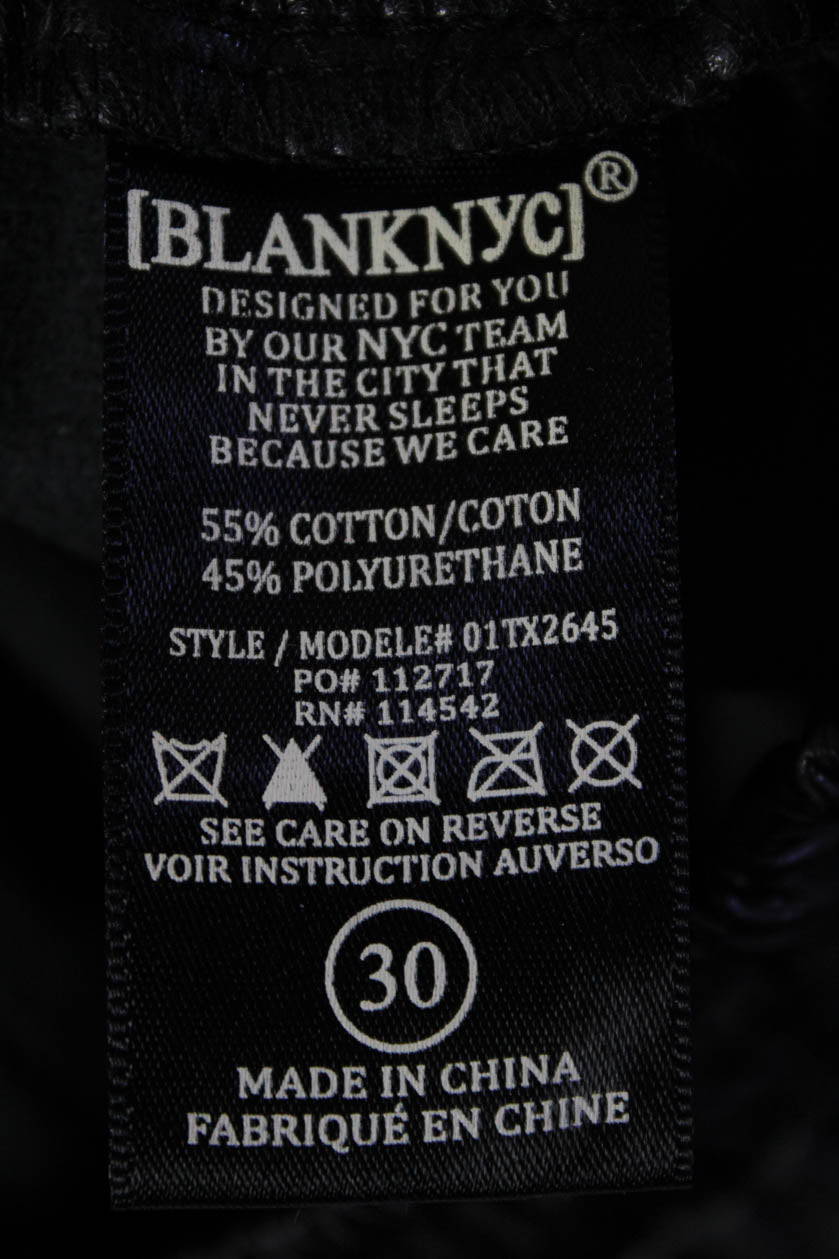 [BLANKNYC]®
DESIGNED FOR YOU
BY OUR NYC TEAM
IN THE CITY THAT
NEVER SLEEPS
BECAUSE WE CARE
55% COTTON/COTON
45% POLYURETHANE
STYLE / MODELE# 01TX2645
PO# 112717
RN# 114542
SEE CARE ON REVERSE
VOIR INSTRUCTION AUVERSO
30
MADE IN CHINA
FABRIQUÉ EN CHINE